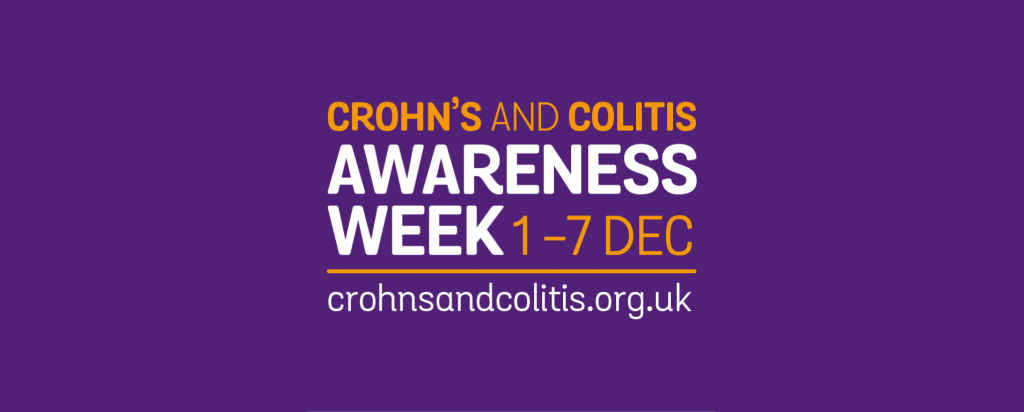 CROHN'S AND COLITIS
AWARENESS
WEEK 1–7 DEC
crohnsandcolitis.org.uk